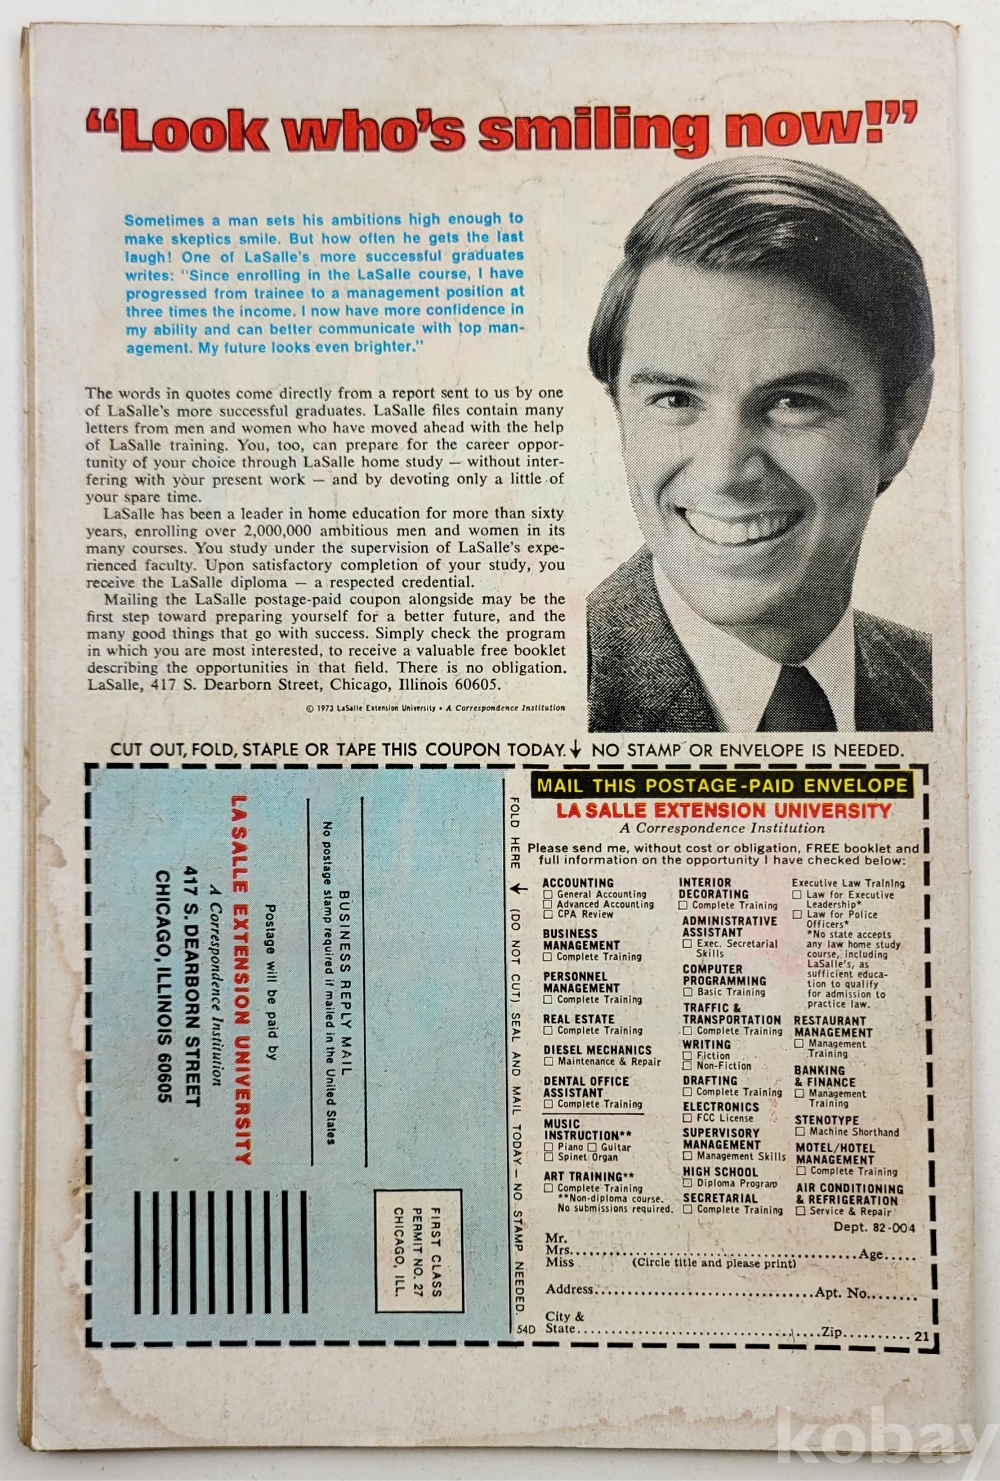 “Look who’s smiling now!”
Sometimes a man sets his ambitions high enough to
make skeptics smile. But how often he gets the last
laugh! One of LaSalle's more successful graduates
writes: "Since enrolling in the LaSalle course, I have
progressed from trainee to a management position at
three times the income. I now have more confidence in
my ability and can better communicate with top man-
agement. My future looks even brighter."
The words in quotes come directly from a report sent to us by one
of LaSalle's more successful graduates. LaSalle files contain many
letters from men and women who have moved ahead with the help
of LaSalle training. You, too, can prepare for the career oppor-
tunity of your choice through LaSalle home study — without inter-
fering with your present work — and by devoting only a little of
your spare time.
LaSalle has been a leader in home education for more than sixty
years, enrolling over 2,000,000 ambitious men and women in its
many courses. You study under the supervision of LaSalle's expe-
rienced faculty. Upon satisfactory completion of your study, you
receive the LaSalle diploma — a respected credential.
Mailing the LaSalle postage-paid coupon alongside may be the
first step toward preparing yourself for a better future, and the
many good things that go with success. Simply check the program
in which you are most interested, to receive a valuable free booklet
describing the opportunities in that field. There is no obligation.
LaSalle, 417 S. Dearborn Street, Chicago, Illinois 60605.
© 1973 LaSalle Extension University • A Correspondence Institution
CUT OUT, FOLD, STAPLE OR TAPE THIS COUPON TODAY. ↓ NO STAMP OR ENVELOPE IS NEEDED.
FIRST CLASS
PERMIT NO. 27
CHICAGO, ILL.
BUSINESS REPLY MAIL
No postage stamp required if mailed in the United States
Postage will be paid by
LA SALLE EXTENSION UNIVERSITY
A Correspondence Institution
417 S. DEARBORN STREET
CHICAGO, ILLINOIS 60605
FOLD HERE ← (DO NOT CUT) SEAL AND MAIL TODAY — NO STAMP NEEDED.
54D
MAIL THIS POSTAGE-PAID ENVELOPE
LA SALLE EXTENSION UNIVERSITY
A Correspondence Institution
Please send me, without cost or obligation, FREE booklet and
full information on the opportunity I have checked below:
ACCOUNTING
☐ General Accounting
☐ Advanced Accounting
☐ CPA Review
BUSINESS
MANAGEMENT
☐ Complete Training
PERSONNEL
MANAGEMENT
☐ Complete Training
REAL ESTATE
☐ Complete Training
DIESEL MECHANICS
☐ Maintenance & Repair
DENTAL OFFICE
ASSISTANT
☐ Complete Training
MUSIC
INSTRUCTION**
☐ Piano ☐ Guitar
☐ Spinet Organ
ART TRAINING**
☐ Complete Training
**Non-diploma course.
No submissions required.
INTERIOR
DECORATING
☐ Complete Training
ADMINISTRATIVE
ASSISTANT
☐ Exec. Secretarial
Skills
COMPUTER
PROGRAMMING
☐ Basic Training
TRAFFIC &
TRANSPORTATION
☐ Complete Training
WRITING
☐ Fiction
☐ Non-Fiction
DRAFTING
☐ Complete Training
ELECTRONICS
☐ FCC License
SUPERVISORY
MANAGEMENT
☐ Management Skills
HIGH SCHOOL
☐ Diploma Program
SECRETARIAL
☐ Complete Training
Executive Law Training
☐ Law for Executive
Leadership*
☐ Law for Police
Officers*
*No state accepts
any law home study
course, including
LaSalle's, as
sufficient educa-
tion to qualify
for admission to
practice law.
RESTAURANT
MANAGEMENT
☐ Management
Training
BANKING
& FINANCE
☐ Management
Training
STENOTYPE
☐ Machine Shorthand
MOTEL/HOTEL
MANAGEMENT
☐ Complete Training
AIR CONDITIONING
& REFRIGERATION
☐ Service & Repair
Dept. 82-004
Mr.
Mrs. Age
Miss (Circle title and please print)
Address Apt. No.
City &
State Zip 21
kobay